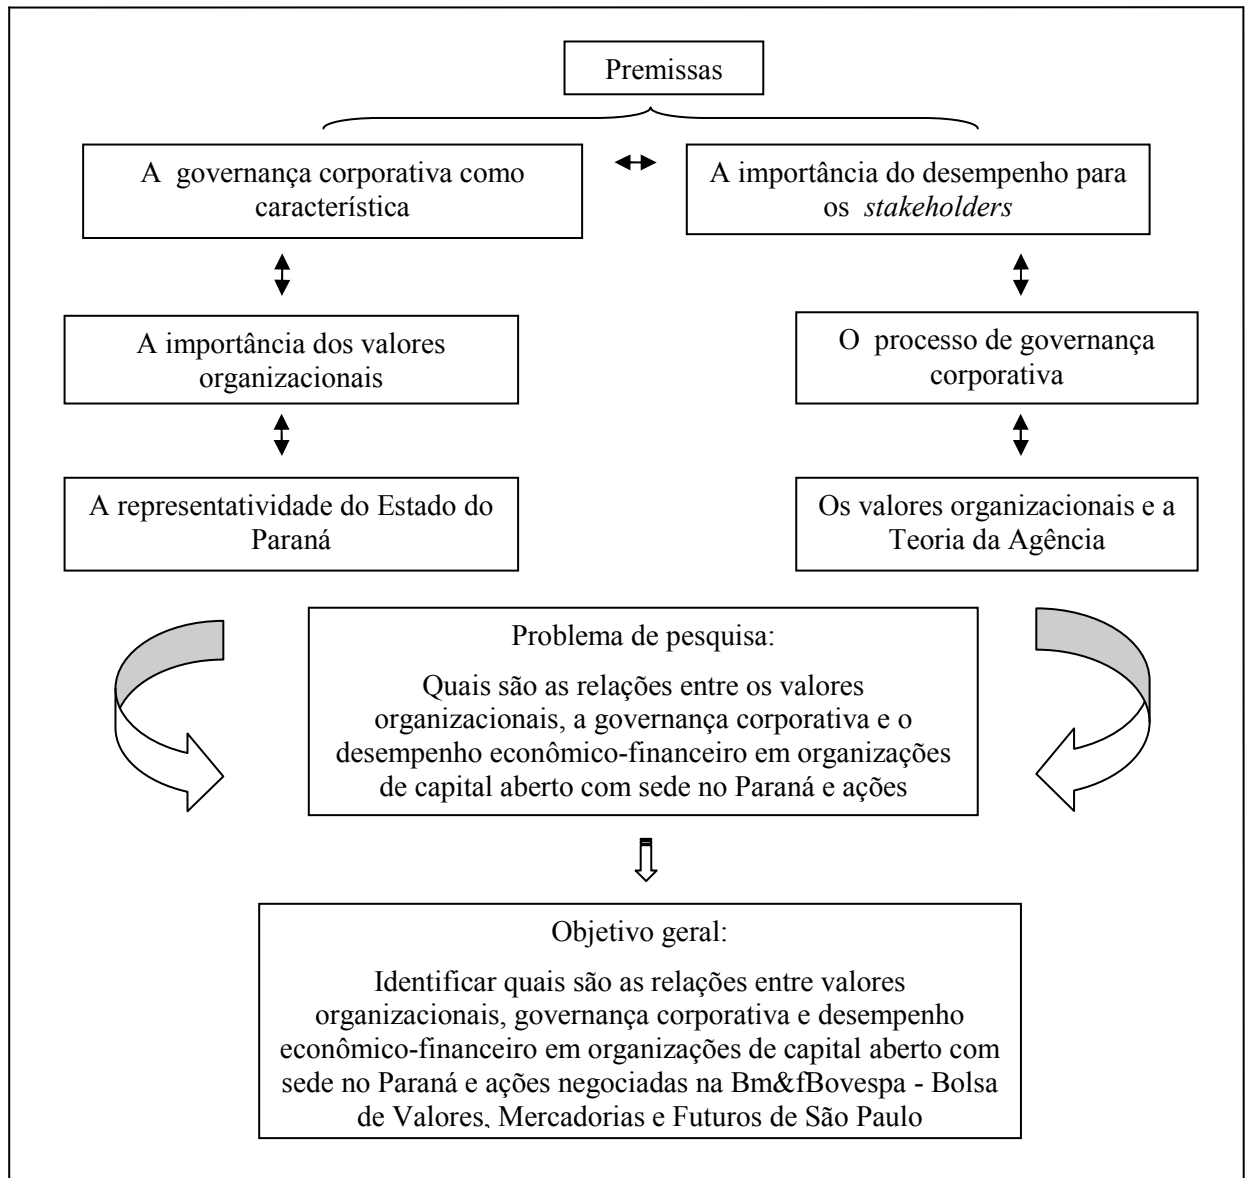 Premissas
A governança corporativa como
característica
A importância do desempenho para
os stakeholders
A importância dos valores
organizacionais
O processo de governança
corporativa
A representatividade do Estado do
Paraná
Os valores organizacionais e a
Teoria da Agência
Problema de pesquisa:
Quais são as relações entre os valores
organizacionais, a governança corporativa e o
desempenho econômico-financeiro em organizações
de capital aberto com sede no Paraná e ações
Objetivo geral:
Identificar quais são as relações entre valores
organizacionais, governança corporativa e desempenho
econômico-financeiro em organizações de capital aberto com
sede no Paraná e ações negociadas na Bm&fBovespa - Bolsa
de Valores, Mercadorias e Futuros de São Paulo